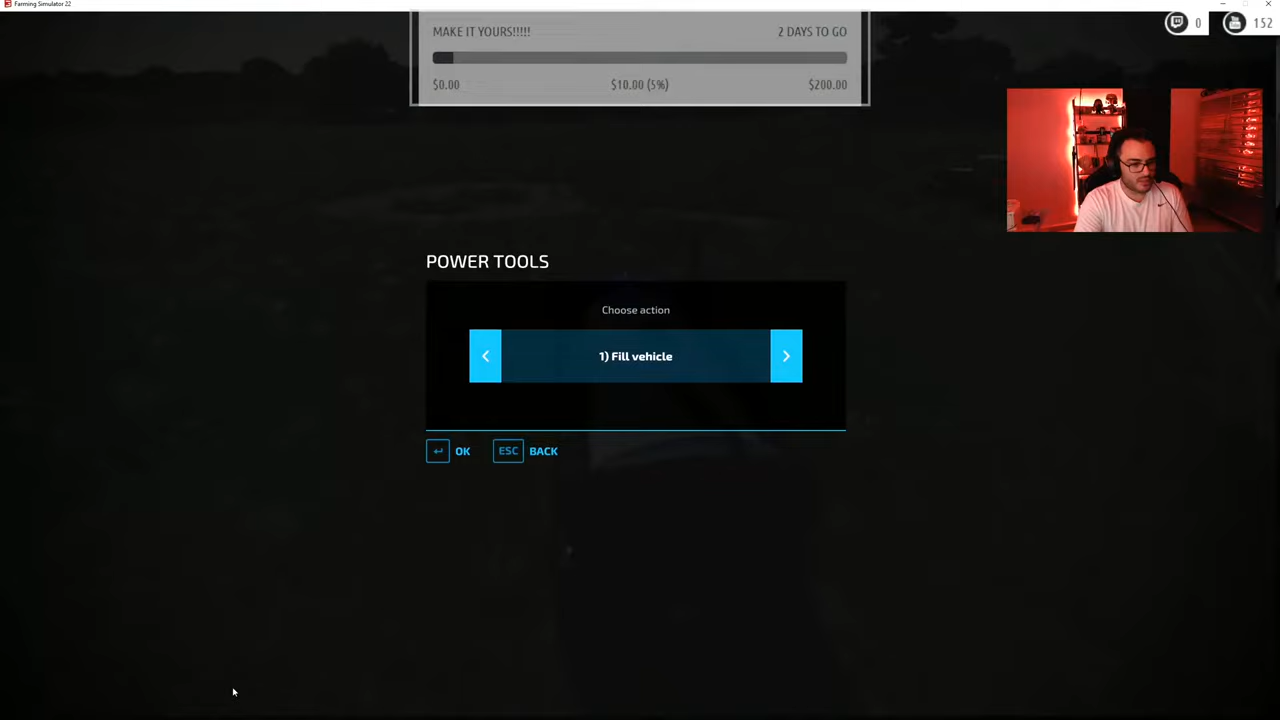 Farming Simulator 22
0
152
MAKE IT YOURS!!!!!
2 DAYS TO GO
$0.00
$10.00 (5%)
$200.00
POWER TOOLS
Choose action
1) Fill vehicle
OK
ESC
BACK